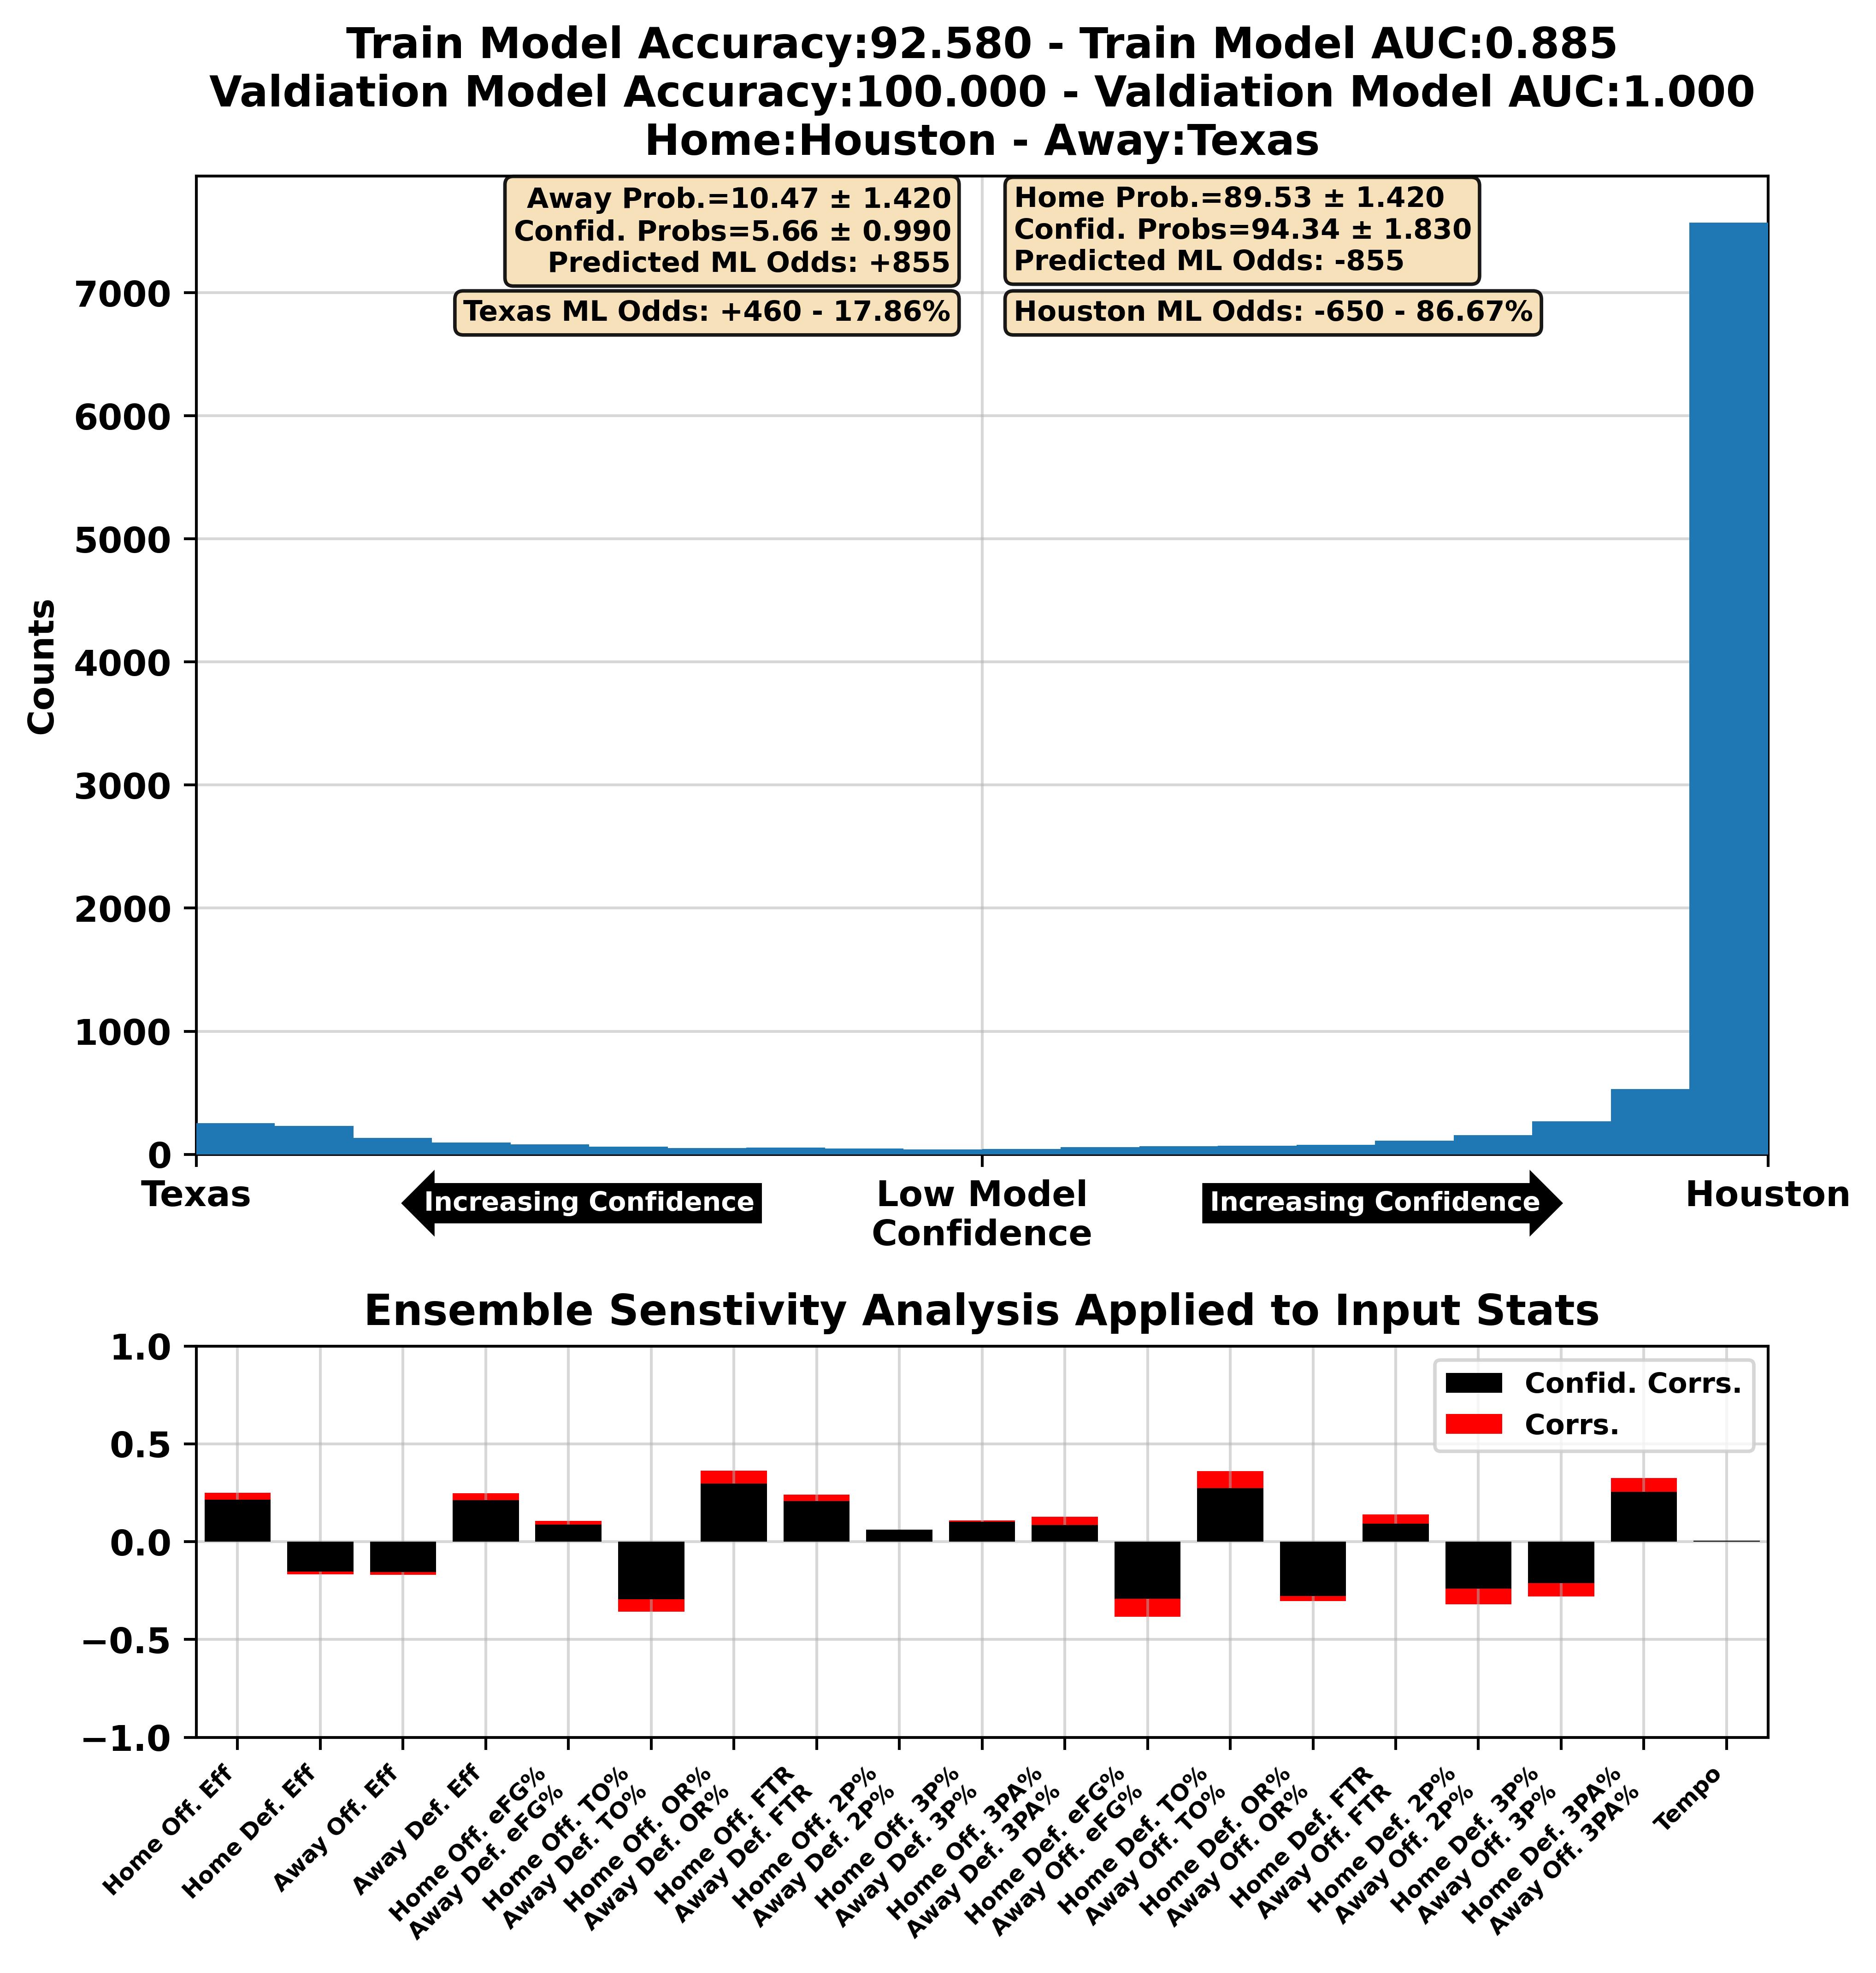 Train Model Accuracy:92.580 - Train Model AUC:0.885
Valdiation Model Accuracy:100.000 - Valdiation Model AUC:1.000
Home:Houston - Away:Texas
Away Prob.=10.47 ± 1.420
Confid. Probs=5.66 ± 0.990
Predicted ML Odds: +855
Texas ML Odds: +460 - 17.86%
Home Prob.=89.53 ± 1.420
Confid. Probs=94.34 ± 1.830
Predicted ML Odds: -855
Houston ML Odds: -650 - 86.67%
Counts
7000
6000
5000
4000
3000
2000
1000
0
Texas
Increasing Confidence
Low Model
Confidence
Increasing Confidence
Houston
Ensemble Senstivity Analysis Applied to Input Stats
1.0
0.5
0.0
−0.5
−1.0
Confid. Corrs.
Corrs.
Home Off. Eff
Home Def. Eff
Away Off. Eff
Away Def. Eff
Home Off. eFG%
Away Def. eFG%
Home Off. TO%
Away Def. TO%
Home Off. OR%
Away Def. OR%
Home Off. FTR
Away Def. FTR
Home Off. 2P%
Away Def. 2P%
Home Off. 3P%
Away Def. 3P%
Home Off. 3PA%
Away Def. 3PA%
Home Def. eFG%
Away Off. eFG%
Home Def. TO%
Away Off. TO%
Home Def. OR%
Away Off. OR%
Home Def. FTR
Away Off. FTR
Home Def. 2P%
Away Off. 2P%
Home Def. 3P%
Away Off. 3P%
Home Def. 3PA%
Away Off. 3PA%
Tempo